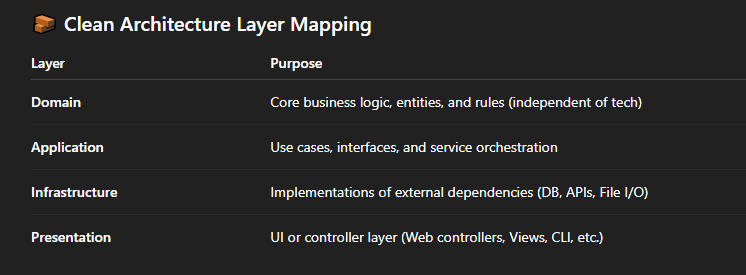 Clean Architecture Layer Mapping
Layer Purpose
Domain Core business logic, entities, and rules (independent of tech)
Application Use cases, interfaces, and service orchestration
Infrastructure Implementations of external dependencies (DB, APIs, File I/O)
Presentation UI or controller layer (Web controllers, Views, CLI, etc.)